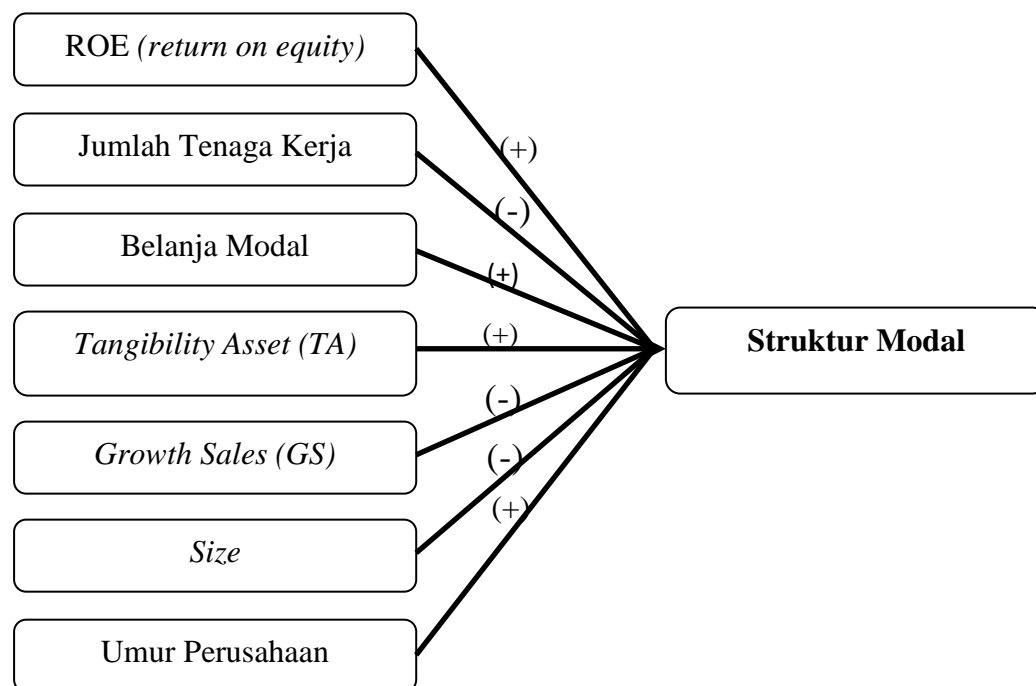 ROE (return on equity)
(+)
Jumlah Tenaga Kerja
(-)
Belanja Modal
(+)
Tangibility Asset (TA)
(+)
Struktur Modal
(-)
Growth Sales (GS)
(-)
(+)
Size
Umur Perusahaan